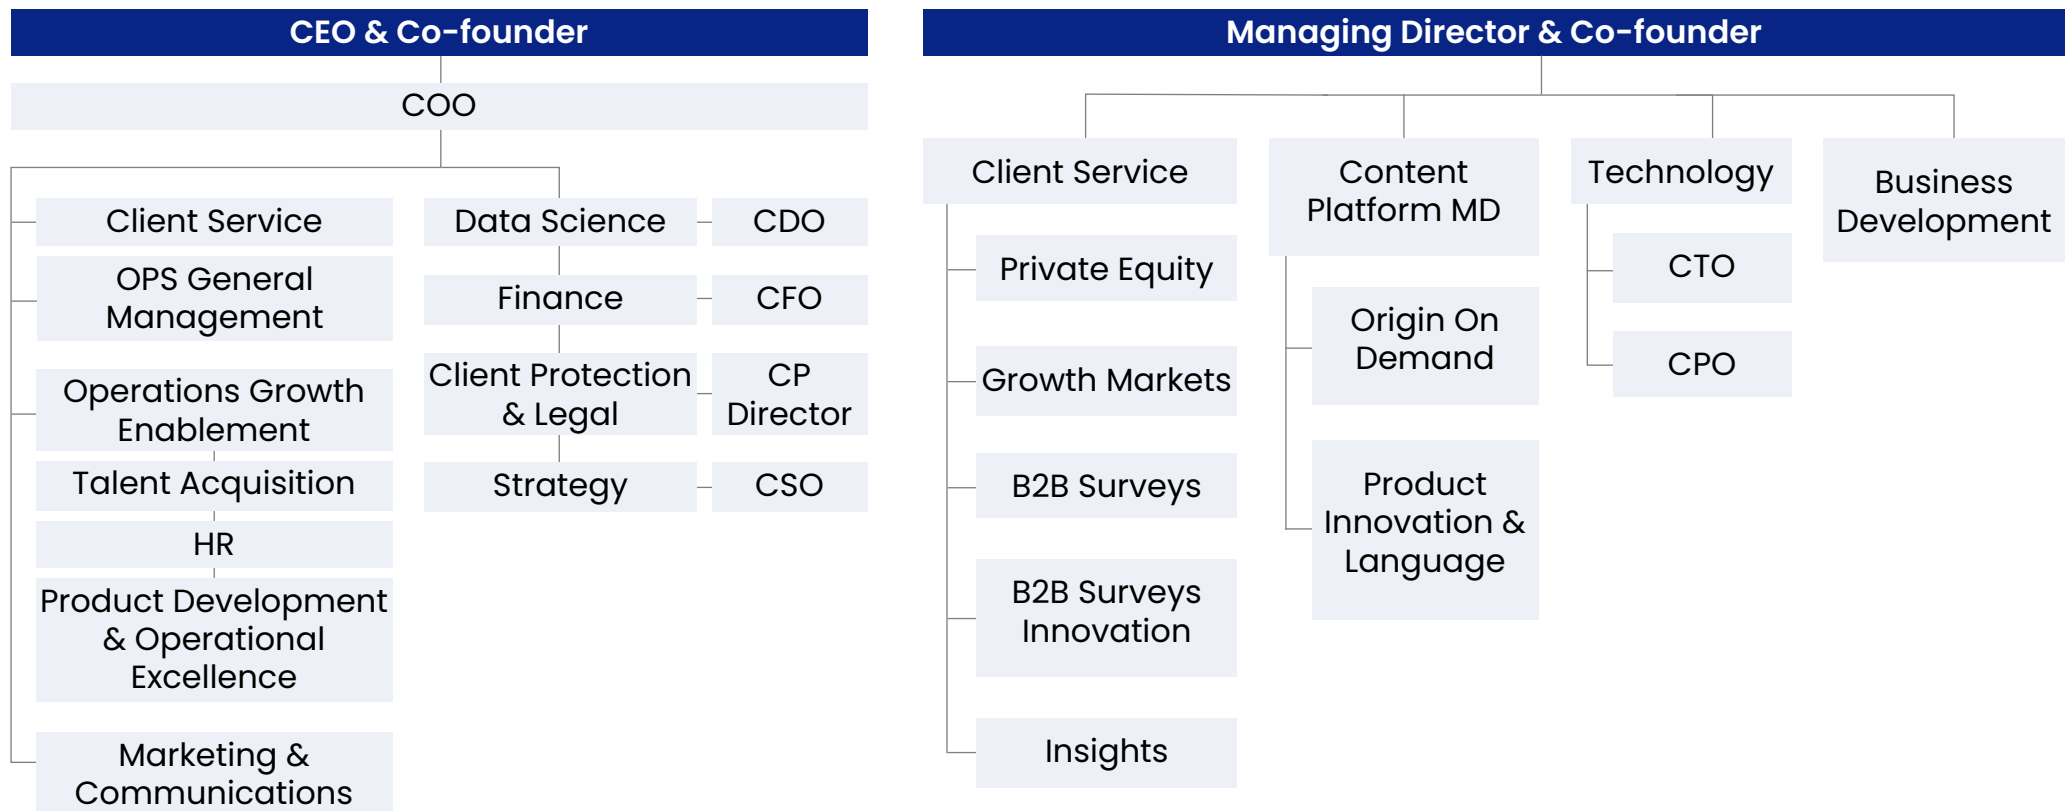 CEO & Co-founder
COO
Client Service
OPS General
Management
Operations Growth
Enablement
Talent Acquisition
HR
Product Development
& Operational
Excellence
Marketing &
Communications
Data Science
CDO
Finance
CFO
Client Protection
& Legal
CP
Director
Strategy
CSO
Managing Director & Co-founder
Client Service
Private Equity
Growth Markets
B2B Surveys
B2B Surveys
Innovation
Insights
Content
Platform MD
Origin On
Demand
Product
Innovation &
Language
Technology
CTO
CPO
Business
Development